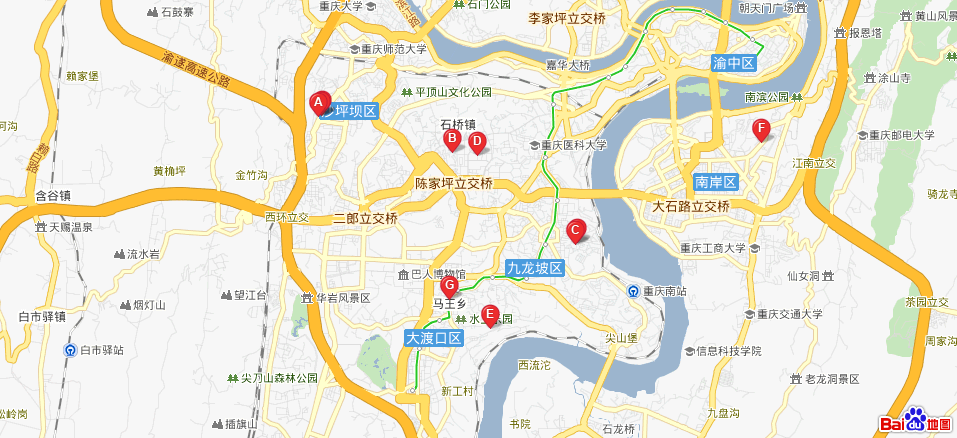 石鼓寨
重庆大学
石门公园
李家坪立交桥
朝天门广场
黄山风景
报恩塔
重庆师范大学
渝遂高速公路
嘉华大桥
渝中区
赖家堡
涂山寺
平顶山文化公园
南滨公园
A
沙坪坝区
石桥镇
B
D
F
重庆医科大学
重庆邮电大学
河沟
黄桷坪
金竹沟
江南立交
陈家坪立交桥
南岸区
含谷镇
骑龙寺
大石路立交桥
西环立交
二郎立交桥
天赐温泉
C
流水岩
重庆工商大学
九龙坡区
巴人博物馆
仙女洞
G
望江台
华岩风景区
重庆南站
马王乡
烟灯山
茶园立交
白市驿镇
E
水
公园
重庆交通大学
大渡口区
尖山堡
周家沟
白市驿站
信息科技学院
西流沱
尖刀山森林公园
老龙洞景区
新工村
松岭岗
九盘沟
插旗山
书院
石龙桥
Bai du 地图